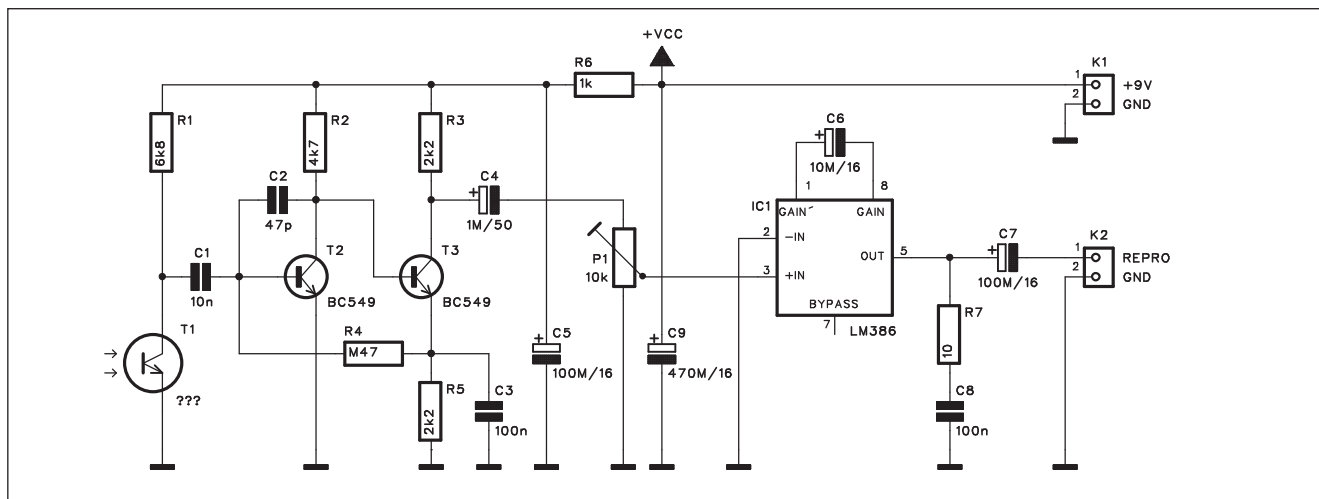 +VCC
R6
1k
K1
1
+9V
2
GND
R1
6k8
R2
4k7
R3
2k2
C6
10M/16
C2
47p
C4
1M/50
1
8
IC1
GAIN´
GAIN
2
-IN
P1
10k
3
+IN
OUT
5
BYPASS
7
LM386
C7
100M/16
K2
1
REPRO
2
GND
C1
10n
T2
BC549
T3
BC549
T1
???
R4
M47
R5
2k2
C3
100n
C5
100M/16
C9
470M/16
R7
10
C8
100n